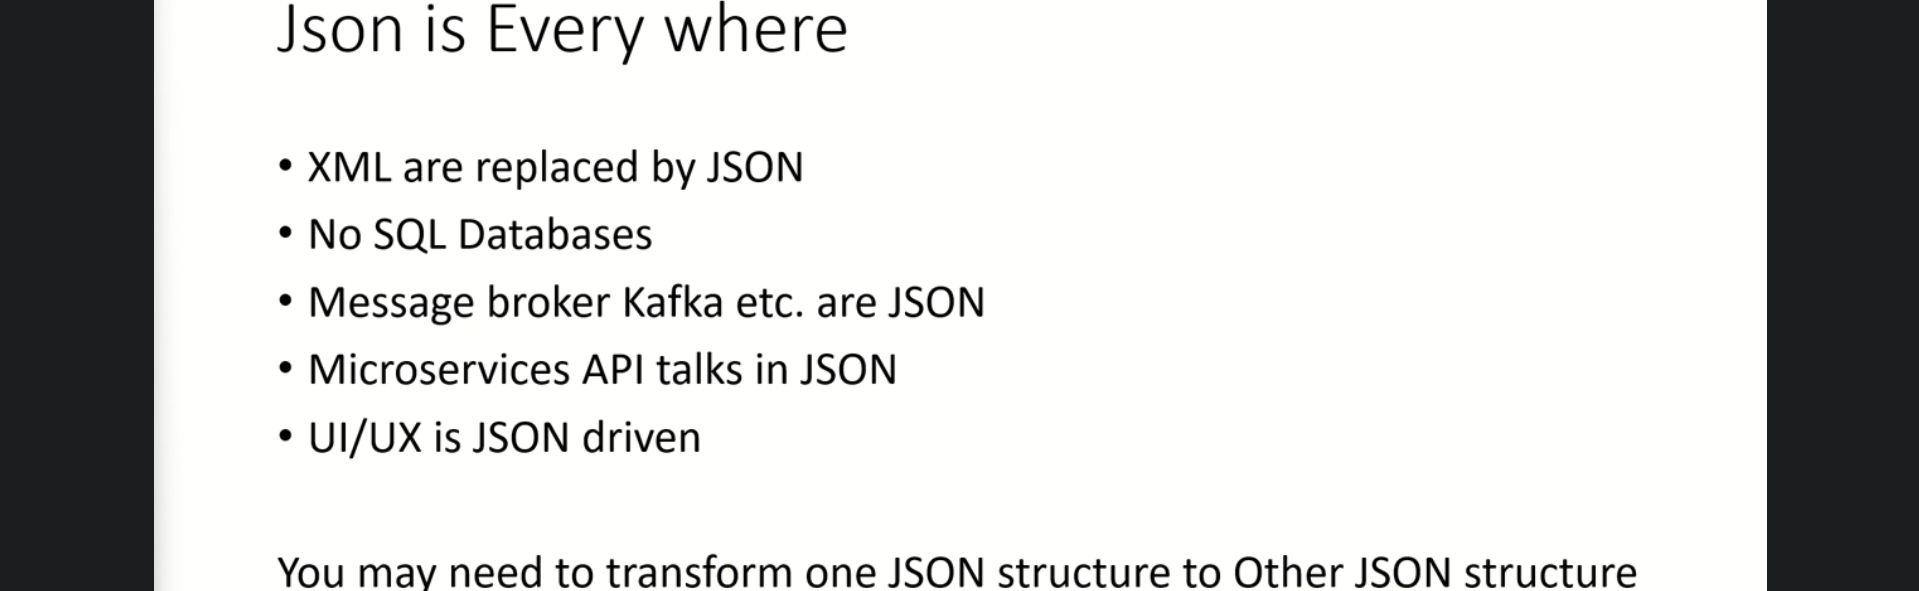 Json is Every where
• XML are replaced by JSON
• No SQL Databases
• Message broker Kafka etc. are JSON
• Microservices API talks in JSON
• UI/UX is JSON driven
You may need to transform one JSON structure to Other JSON structure